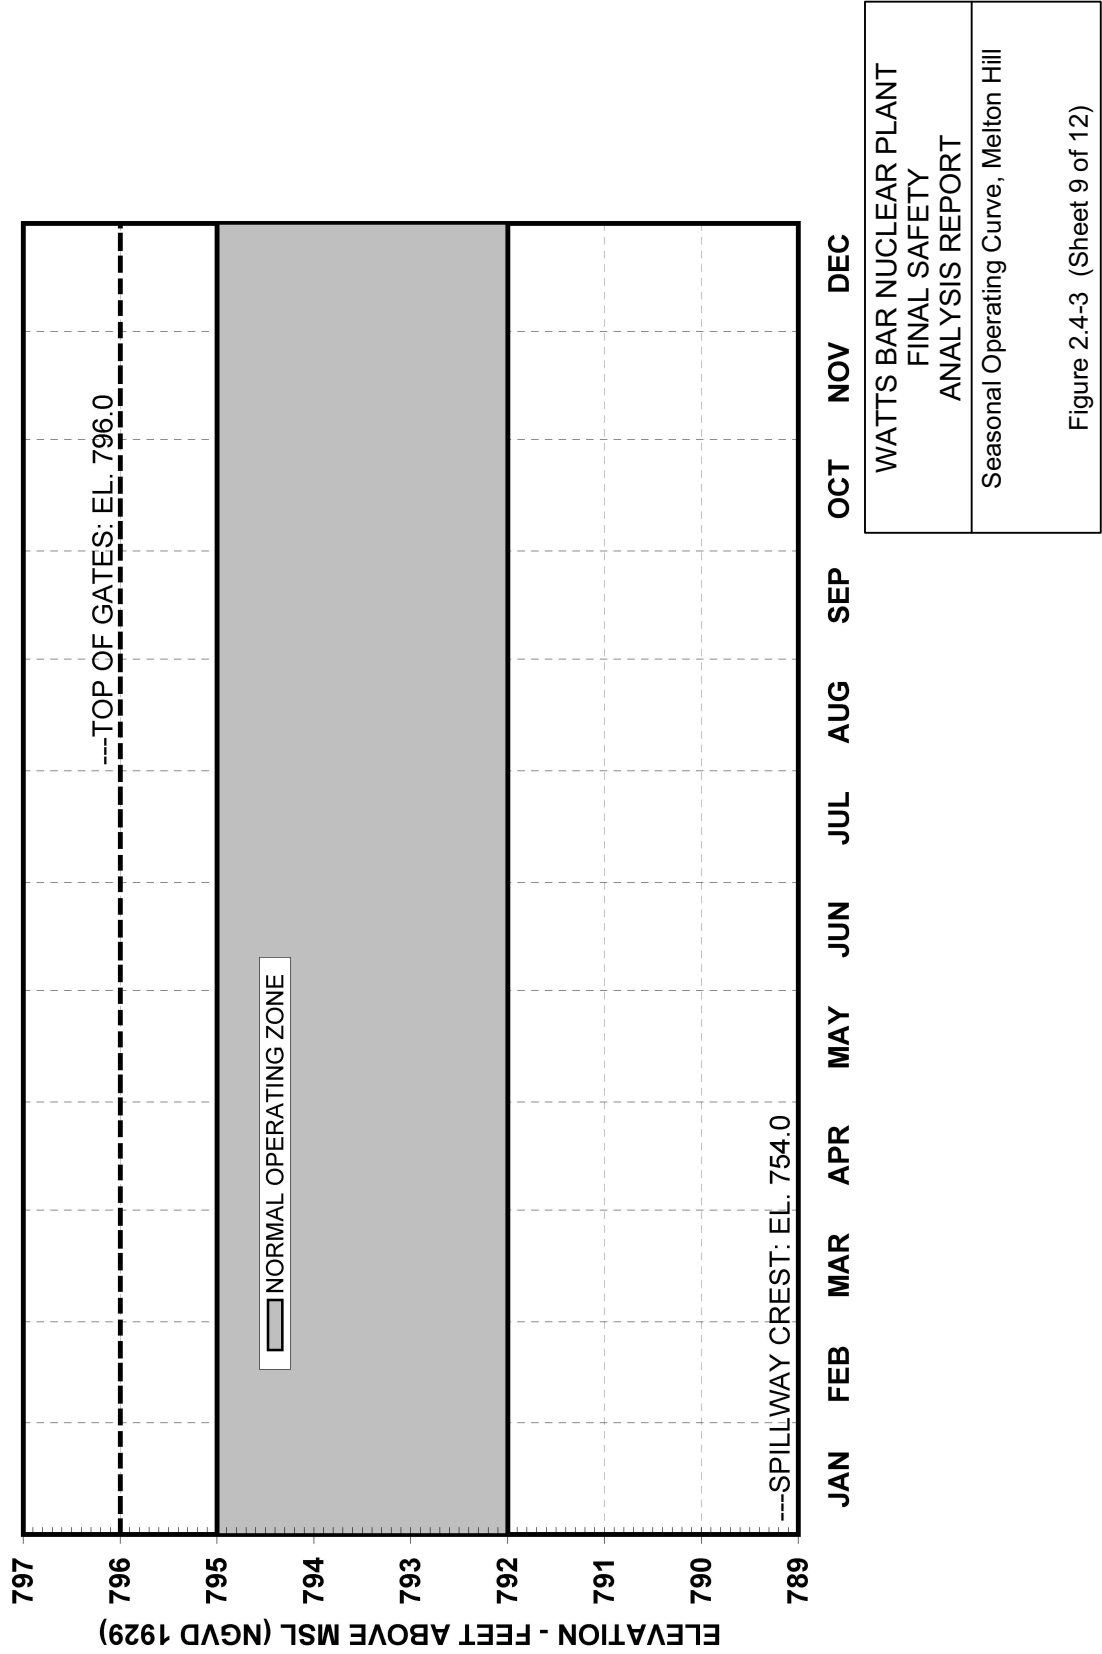 797
796
795
794
793
792
791
790
789
ELEVATION - FEET ABOVE MSL (NGVD 1929)
---TOP OF GATES: EL. 796.0
NORMAL OPERATING ZONE
---SPILLWAY CREST: EL. 754.0
JAN FEB MAR APR MAY JUN JUL AUG SEP OCT NOV DEC
WATTS BAR NUCLEAR PLANT
FINAL SAFETY
ANALYSIS REPORT
Seasonal Operating Curve, Melton Hill
Figure 2.4-3 (Sheet 9 of 12)